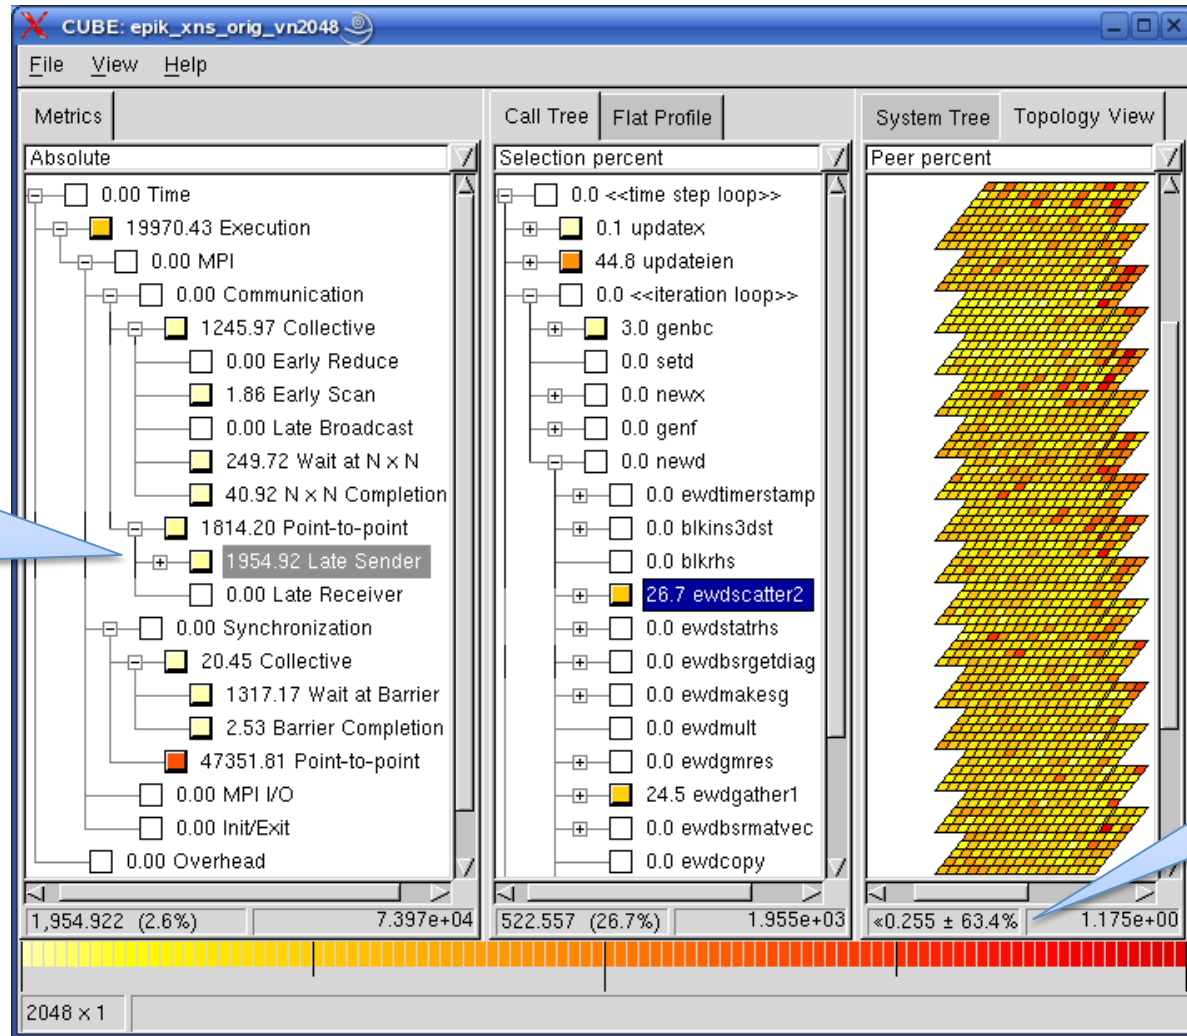 CUBE: epik_xns_orig_vn2048
File View Help
Metrics
Absolute
0.00 Time
19970.43 Execution
0.00 MPI
0.00 Communication
1245.97 Collective
0.00 Early Reduce
1.86 Early Scan
0.00 Late Broadcast
249.72 Wait at N x N
40.92 N x N Completion
1814.20 Point-to-point
1954.92 Late Sender
0.00 Late Receiver
0.00 Synchronization
20.45 Collective
1317.17 Wait at Barrier
2.53 Barrier Completion
47351.81 Point-to-point
0.00 MPI I/O
0.00 Init/Exit
0.00 Overhead
1,954.922 (2.6%) 7.397e+04
Call Tree Flat Profile
Selection percent
0.0 <<time step loop>>
0.1 updatex
44.8 updateien
0.0 <<iteration loop>>
3.0 genbc
0.0 setd
0.0 newx
0.0 genf
0.0 newd
0.0 ewdtimerstamp
0.0 blkins3dst
0.0 blkrhs
26.7 ewdscatter2
0.0 ewdstatrhs
0.0 ewdbsrgetdiag
0.0 ewdmakesg
0.0 ewdmult
0.0 ewdgmres
24.5 ewdgather1
0.0 ewdbsrmatvec
0.0 ewdcopy
522.557 (26.7%) 1.955e+03
System Tree Topology View
Peer percent
«0.255 ± 63.4% 1.175e+00
2048 x 1